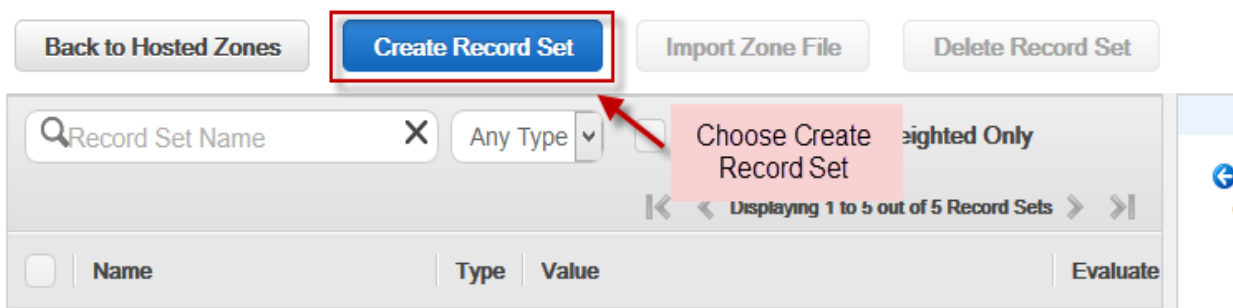 Back to Hosted Zones Create Record Set Import Zone File Delete Record Set
Record Set Name Any Type eighted Only
Choose Create
Record Set
Displaying 1 to 5 out of 5 Record Sets
Name Type Value Evaluate